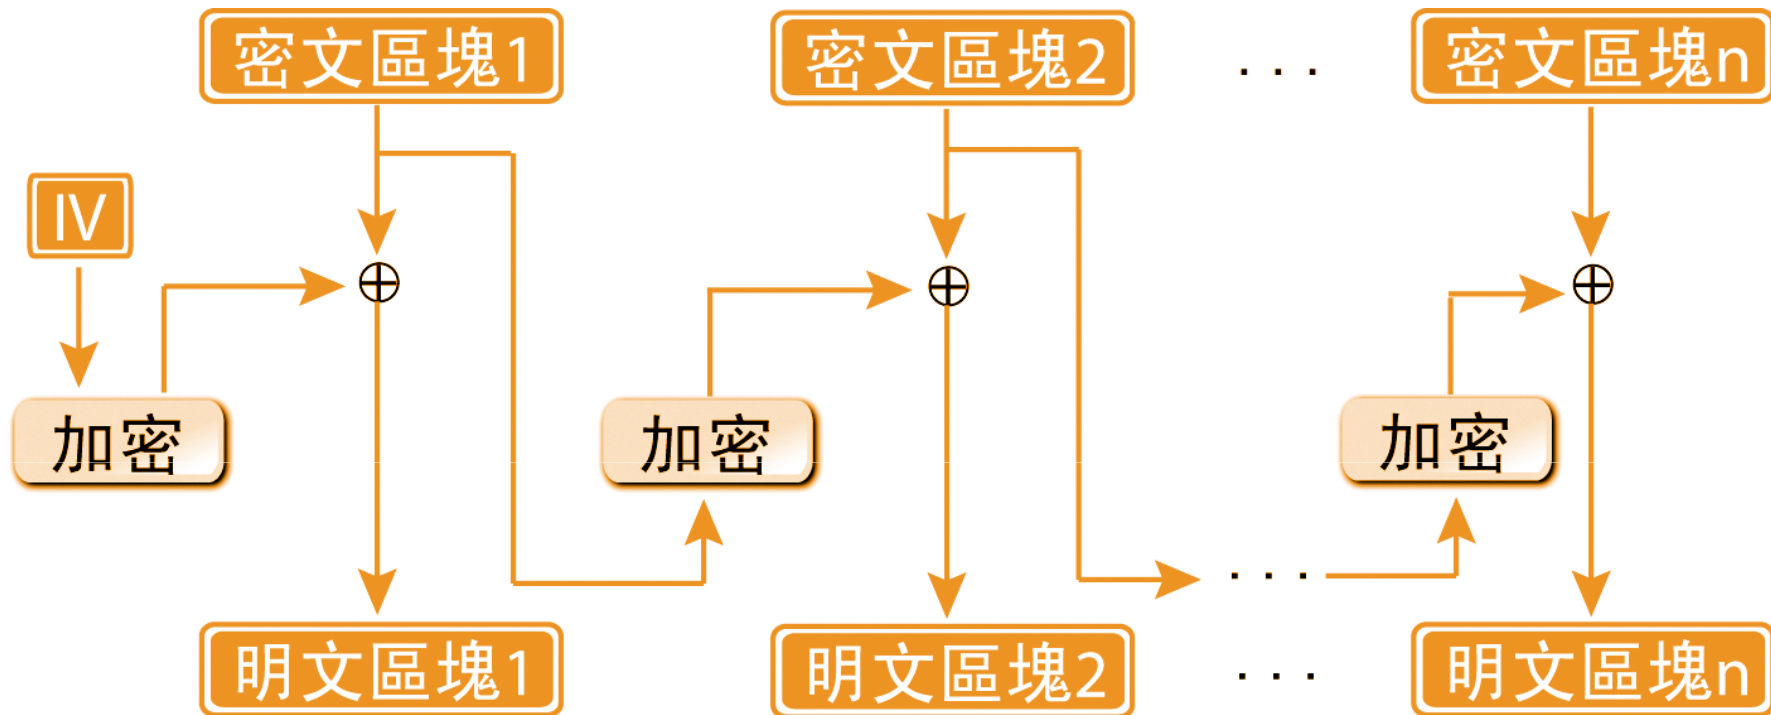 密文區塊1
密文區塊2
. . .
密文區塊n
IV
加密
加密
加密
. . .
明文區塊1
明文區塊2
. . .
明文區塊n